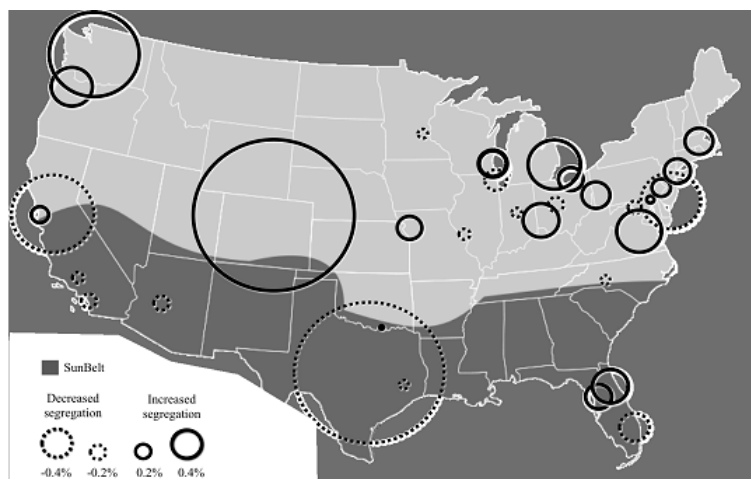 SunBelt
Decreased segregation
Increased segregation
-0.4%
-0.2%
0.2%
0.4%